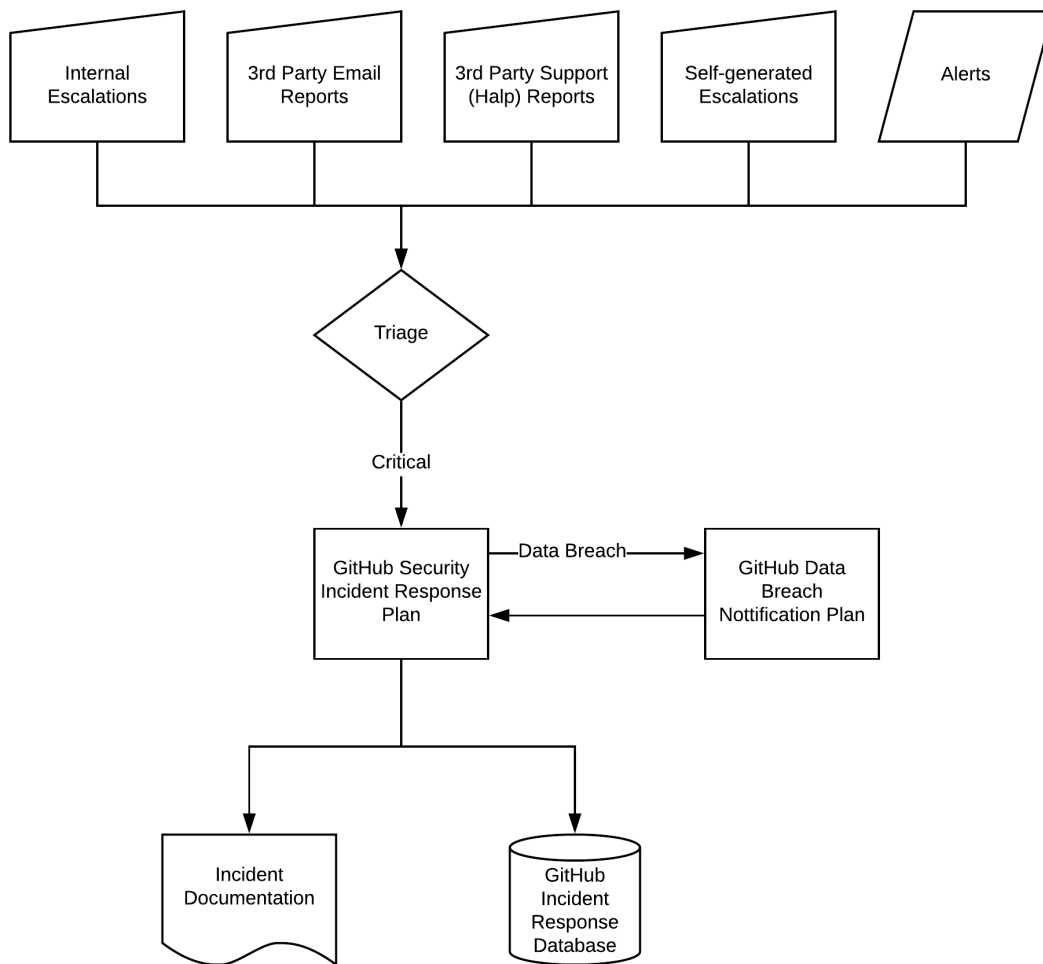 Internal
Escalations
3rd Party Email
Reports
3rd Party Support
(Halp) Reports
Self-generated
Escalations
Alerts
Triage
Critical
GitHub Security
Incident Response
Plan
Data Breach
GitHub Data
Breach
Nottification Plan
Incident
Documentation
GitHub
Incident
Response
Database